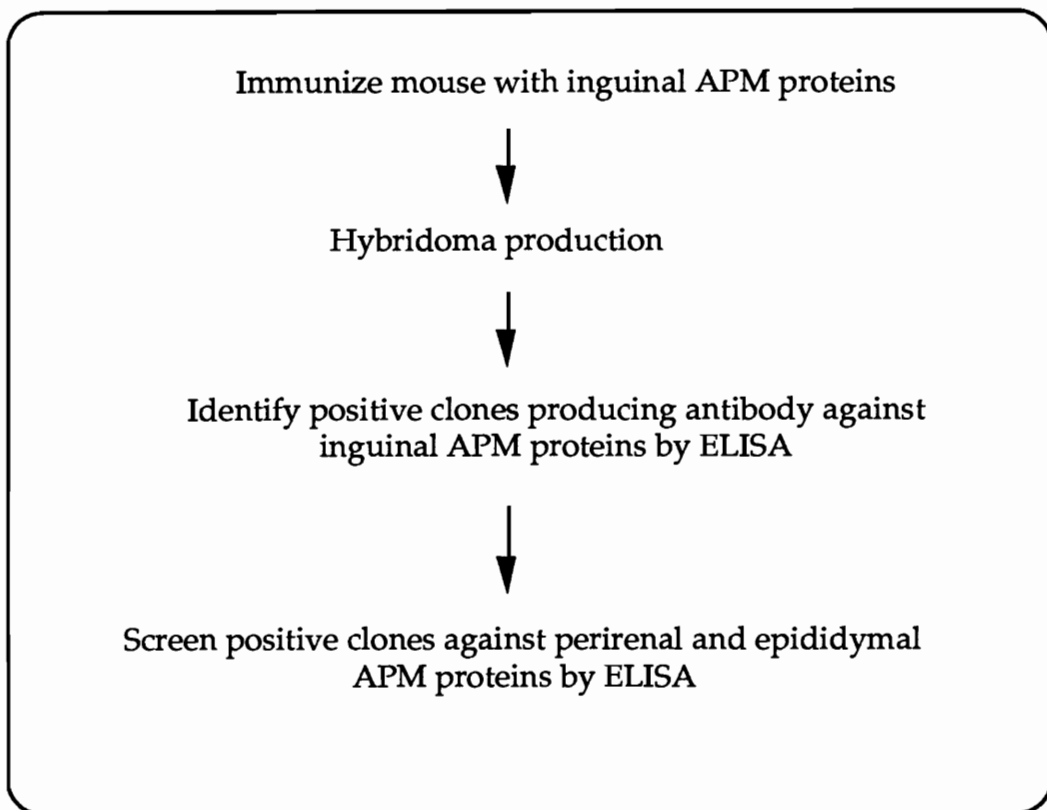 Immunize mouse with inguinal APM proteins
Hybridoma production
Identify positive clones producing antibody against
inguinal APM proteins by ELISA
Screen positive clones against perirenal and epididymal
APM proteins by ELISA